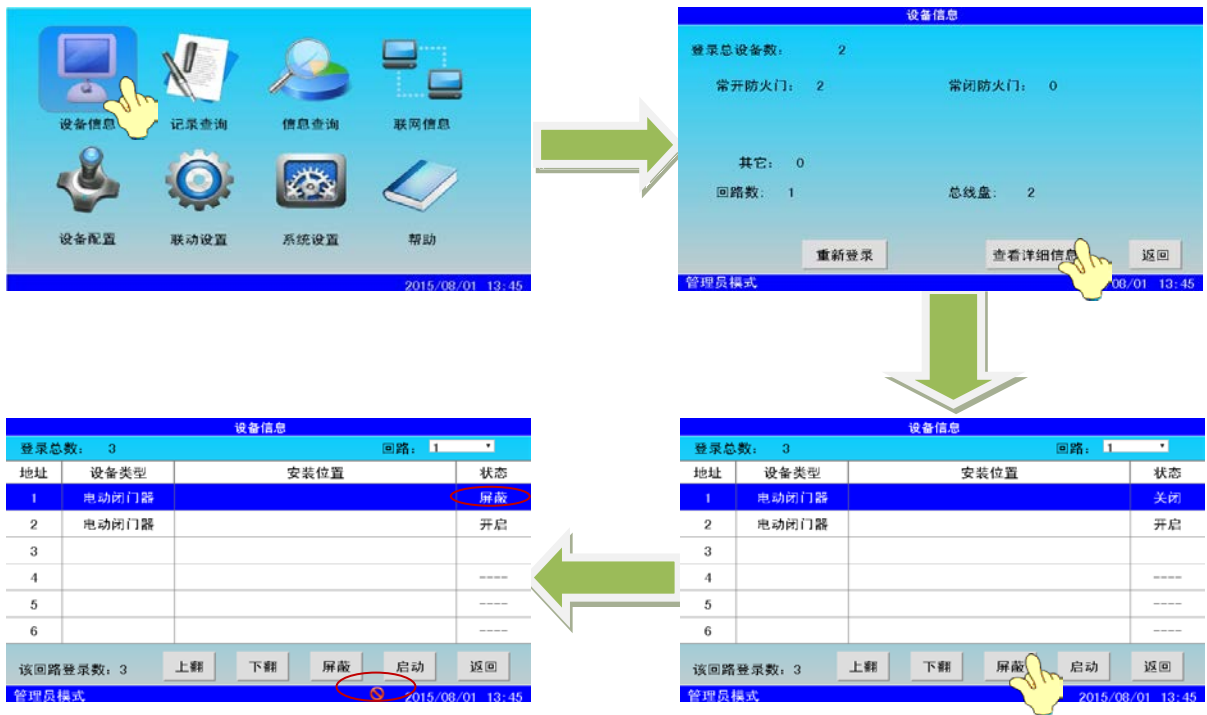 设备信息 记录查询 信息查询 联网信息
设备配置 联动设置 系统设置 帮助
2015/08/01 13:45
设备信息
登录总设备数： 2
常开防火门： 2 常闭防火门： 0
其它： 0
回路数： 1 总线盘： 2
重新登录 查看详细信息 返回
管理员模式 08/01 13:45
设备信息
登录总数： 3 回路： 1
地址 设备类型 安装位置 状态
1 电动闭门器 屏蔽
2 电动闭门器 开启
3
4 ----
5 ----
6 ----
该回路登录数：3 上翻 下翻 屏蔽 启动 返回
管理员模式 2015/08/01 13:45
设备信息
登录总数： 3 回路： 1
地址 设备类型 安装位置 状态
1 电动闭门器 关闭
2 电动闭门器 开启
3
4 ----
5 ----
6 ----
该回路登录数：3 上翻 下翻 屏蔽 启动 返回
管理员模式 2015/08/01 13:45